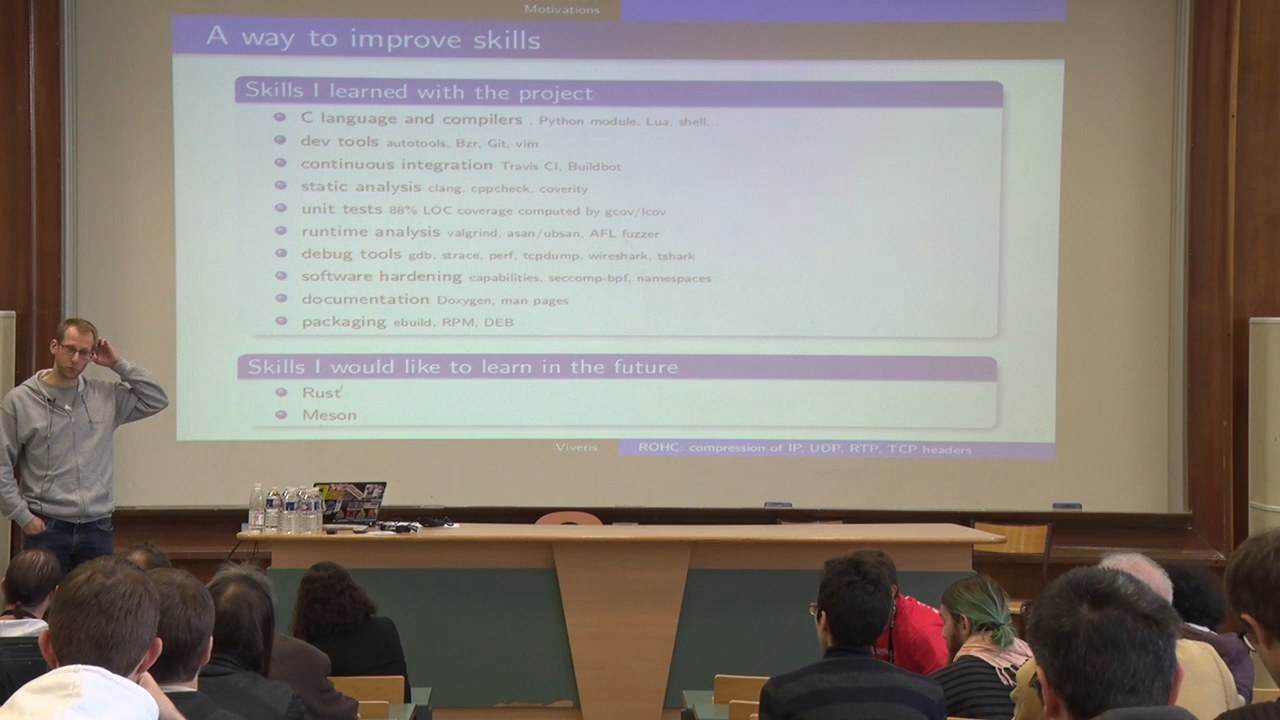 Motivations
A way to improve skills
Skills I learned with the project
C language and compilers , Python module, Lua, shell...
dev tools autotools, Bzr, Git, vim
continuous integration Travis CI, Buildbot
static analysis clang, cppcheck, coverity
unit tests 88% LOC coverage computed by gcov/lcov
runtime analysis valgrind, asan/ubsan, AFL fuzzer
debug tools gdb, strace, perf, tcpdump, wireshark, tshark
software hardening capabilities, seccomp-bpf, namespaces
documentation Doxygen, man pages
packaging ebuild, RPM, DEB
Skills I would like to learn in the future
Rust
Meson
Viveris ROHC: compression of IP, UDP, RTP, TCP headers